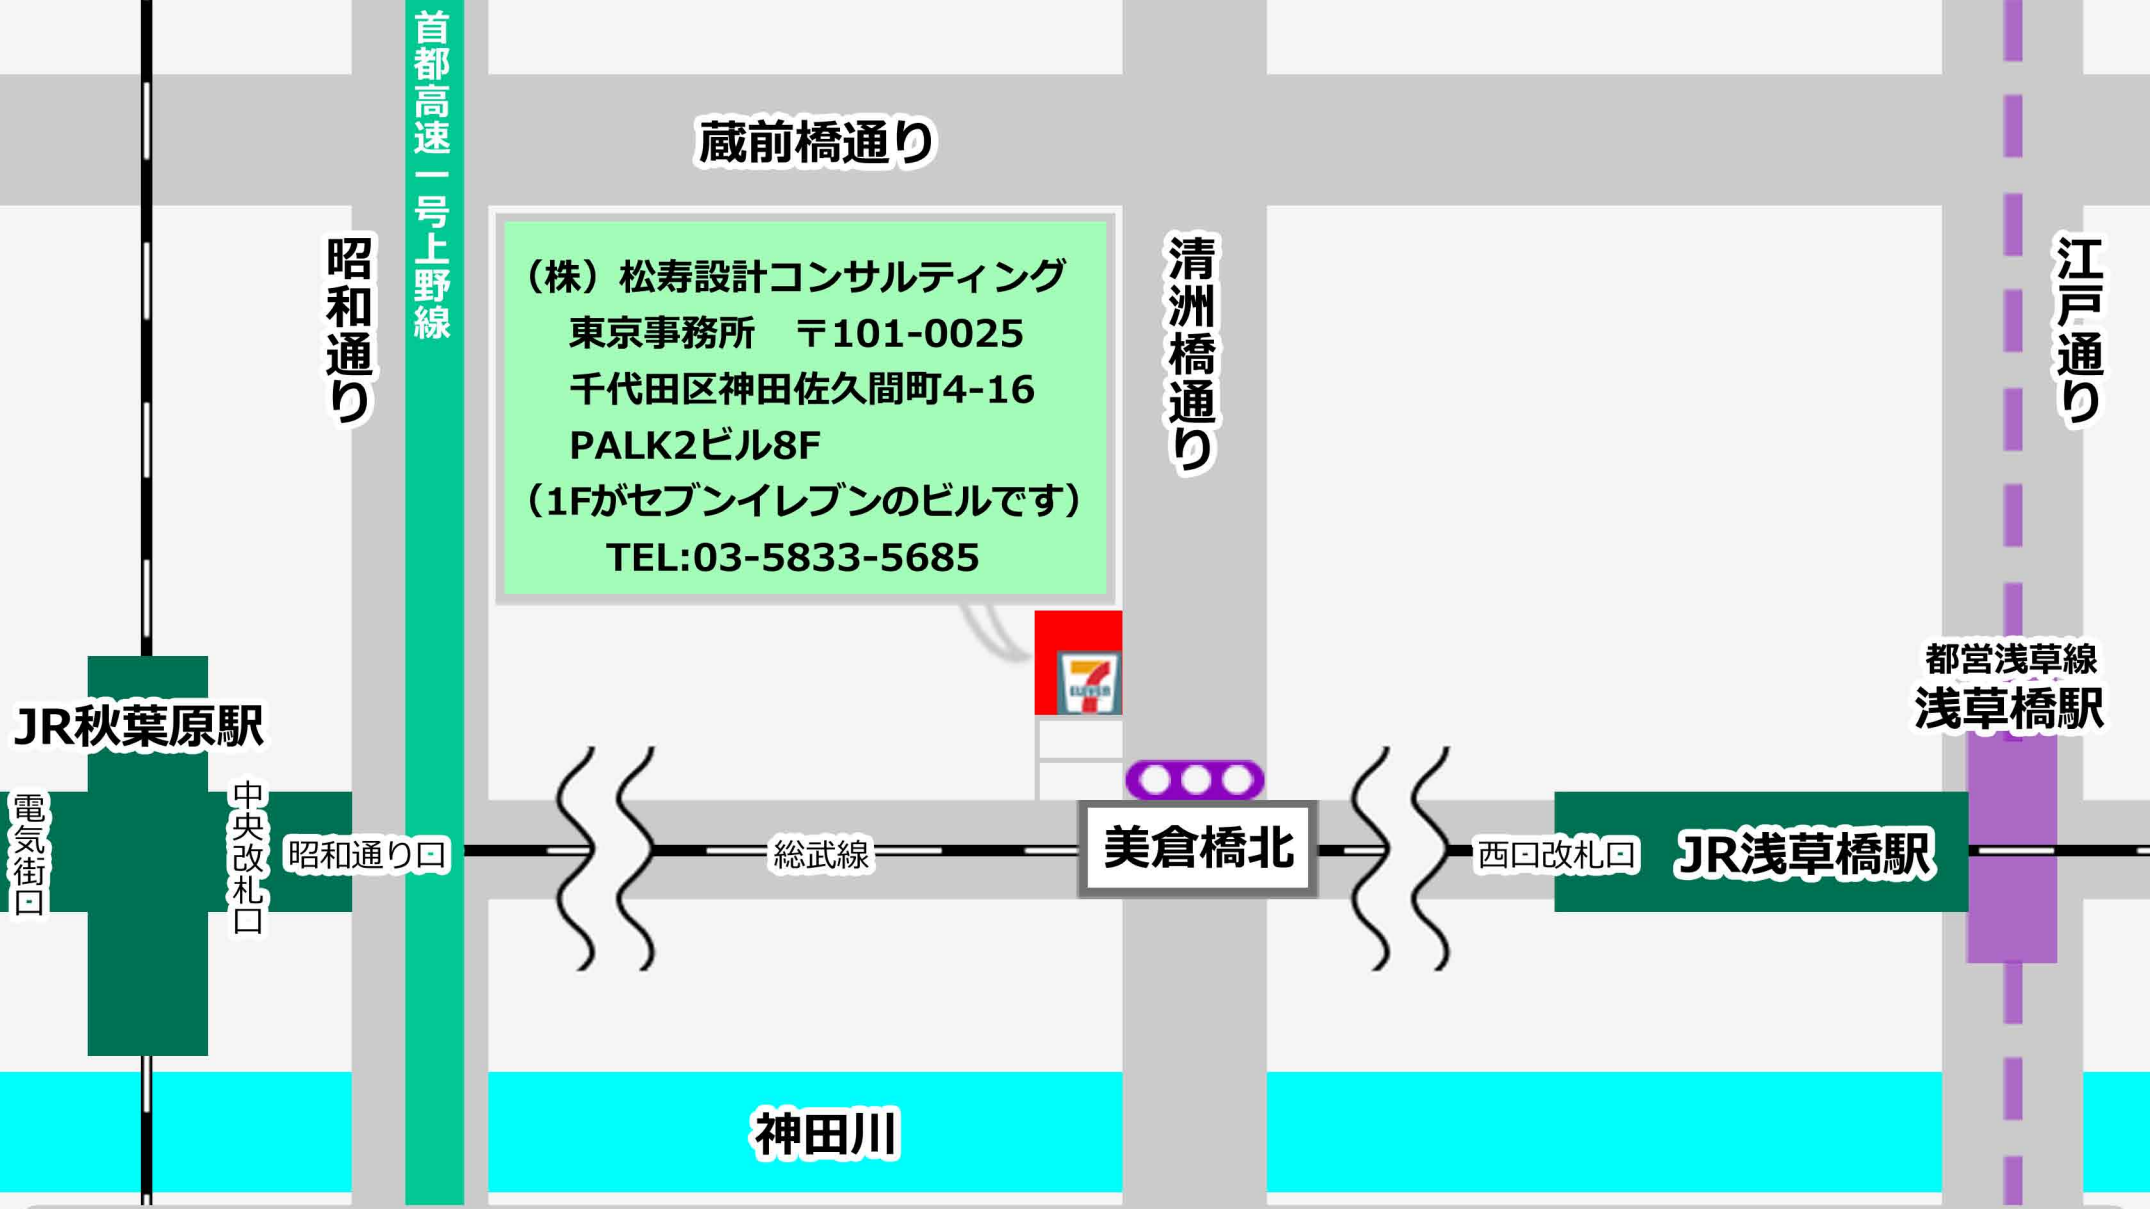 首都高速一号上野線
蔵前橋通り
昭和通り
（株）松寿設計コンサルティング
東京事務所　〒101-0025
千代田区神田佐久間町4-16
PALK2ビル8F
（1Fがセブンイレブンのビルです）
TEL:03-5833-5685
清洲橋通り
江戸通り
7
ELEVEn
都営浅草線
浅草橋駅
JR秋葉原駅
電気街口
中央改札口
昭和通り口
総武線
美倉橋北
西口改札口
JR浅草橋駅
神田川